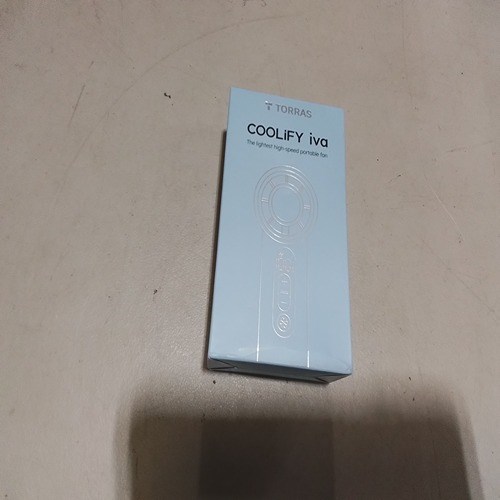 TORRAS
COOLiFY iva
The lightest high-speed portable fan